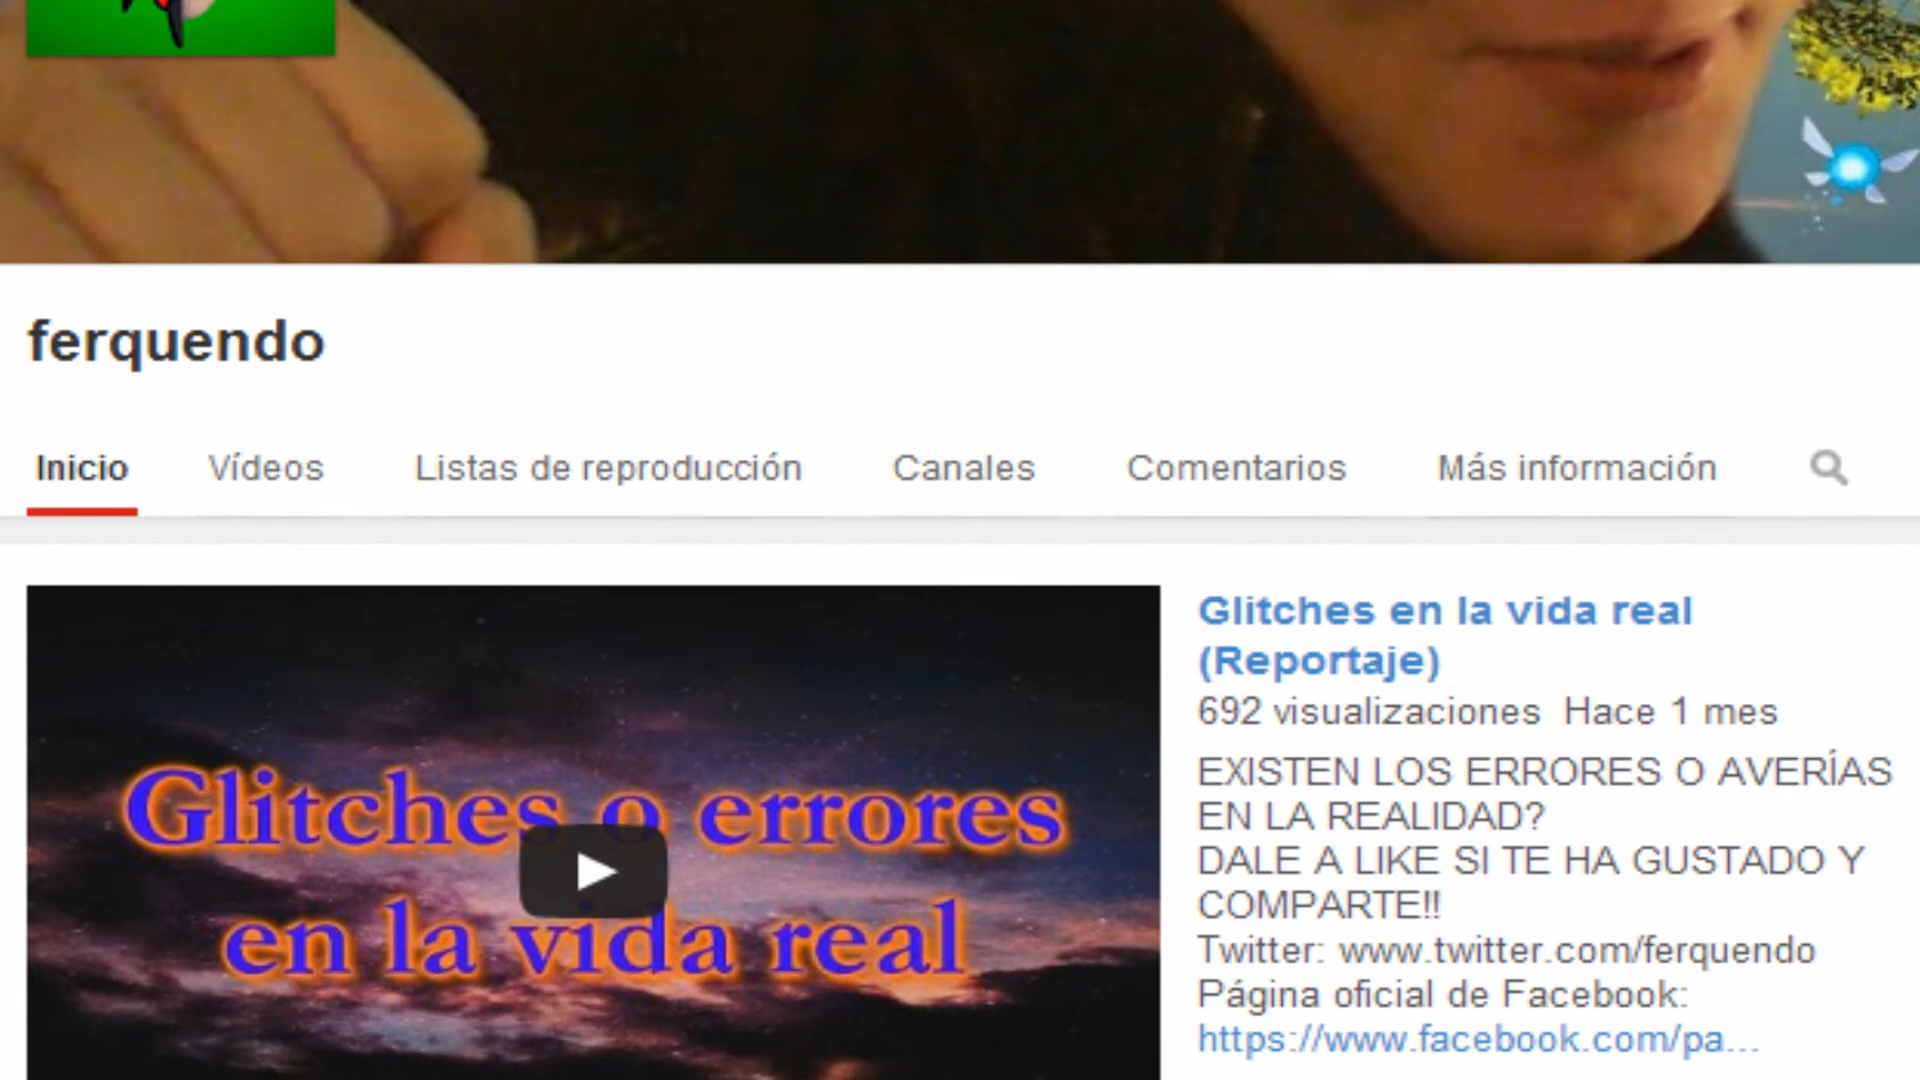 ferquendo
Inicio Vídeos Listas de reproducción Canales Comentarios Más información
Glitches o errores
en la vida real
Glitches en la vida real
(Reportaje)
692 visualizaciones Hace 1 mes
EXISTEN LOS ERRORES O AVERÍAS
EN LA REALIDAD?
DALE A LIKE SI TE HA GUSTADO Y
COMPARTE!!
Twitter: www.twitter.com/ferquendo
Página oficial de Facebook:
https://www.facebook.com/pa...